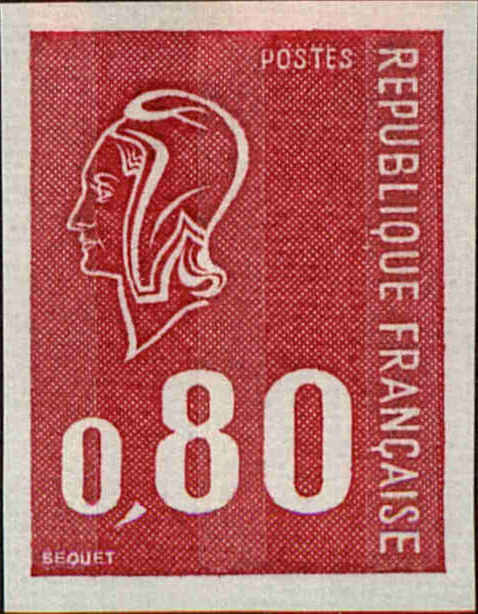 POSTES
REPUBLIQUE FRANÇAISE
0,80
BEQUET